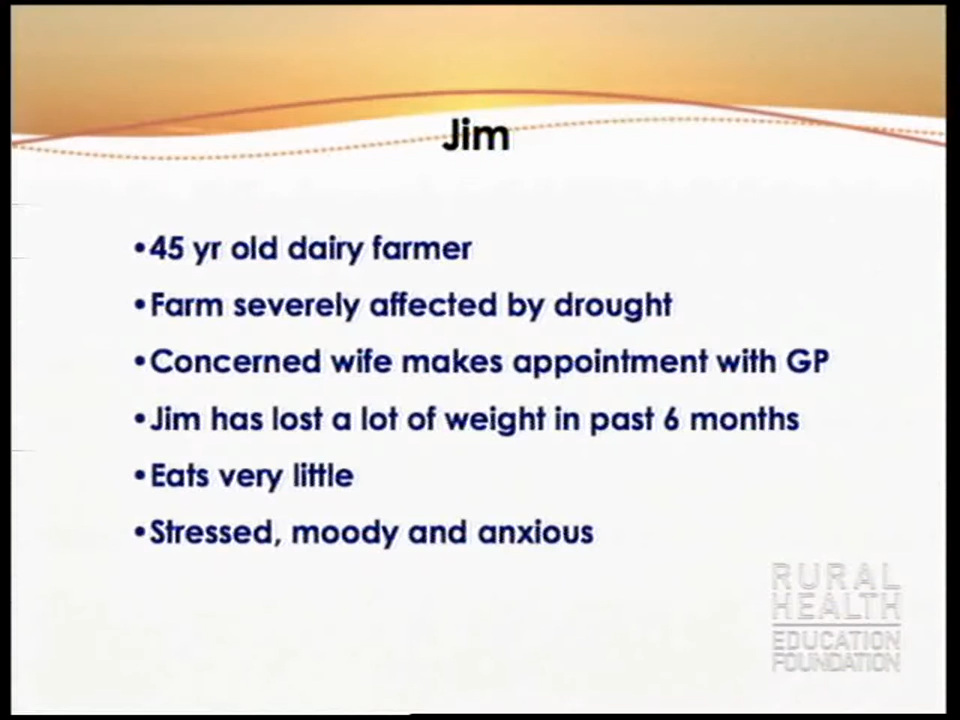 Jim
•45 yr old dairy farmer
•Farm severely affected by drought
•Concerned wife makes appointment with GP
•Jim has lost a lot of weight in past 6 months
•Eats very little
•Stressed, moody and anxious
RURAL
HEALTH
EDUCATION
FOUNDATION